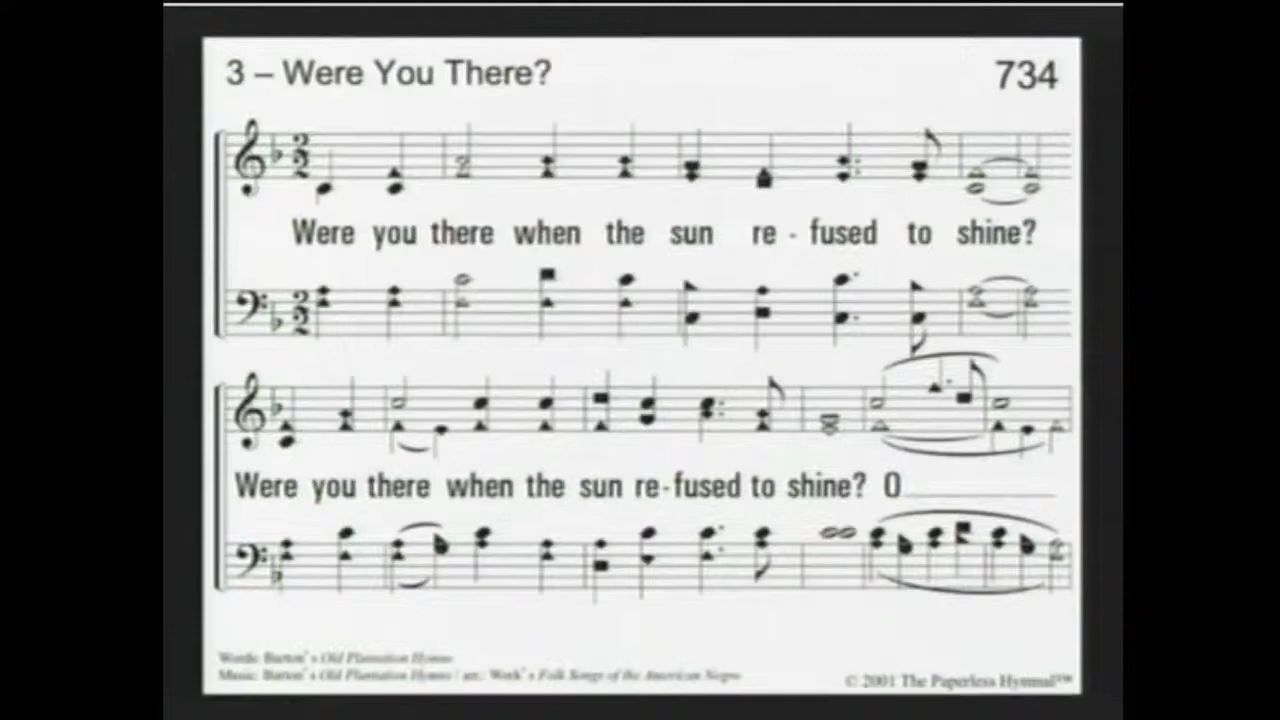 3 – Were You There?
734
Were you there when the sun re - fused to shine?
Were you there when the sun re-fused to shine? O
Words: Barton's Old Plantation Hymns
Music: Barton's Old Plantation Hymns / arr.: Work's Folk Songs of the American Negro
© 2001 The Paperless Hymnal™